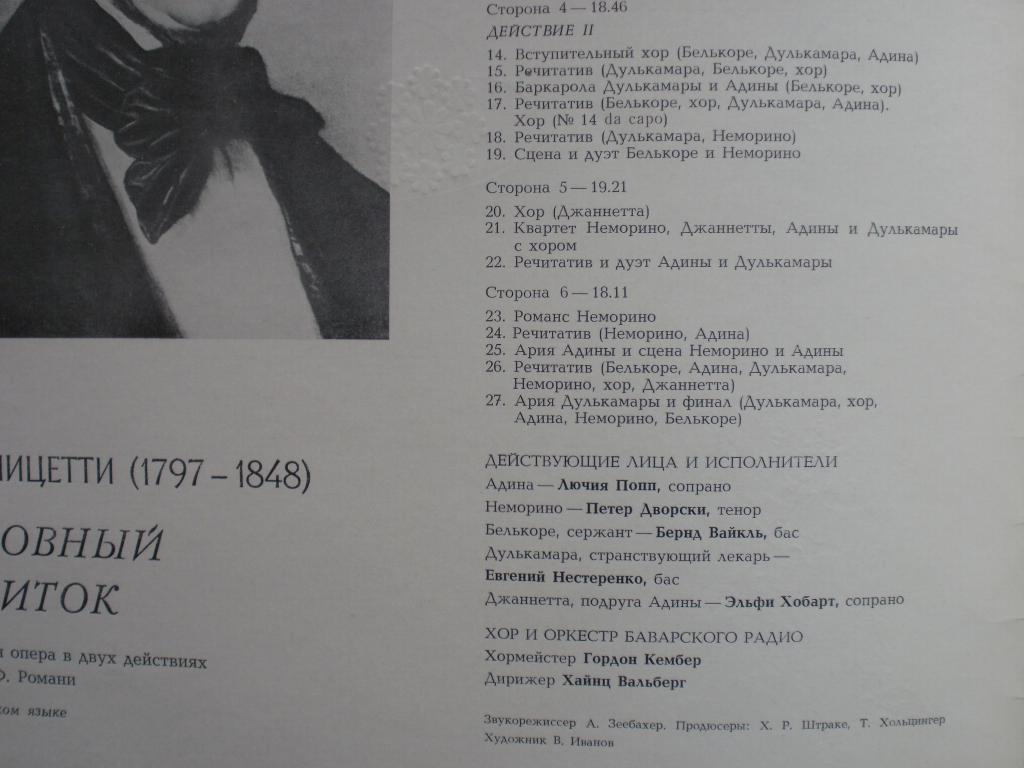 Сторона 4 — 18.46
ДЕЙСТВИЕ II
14. Вступительный хор (Белькоре, Дулькамара, Адина)
15. Речитатив (Дулькамара, Белькоре, хор)
16. Баркарола Дулькамары и Адины (Белькоре, хор)
17. Речитатив (Белькоре, хор, Дулькамара, Адина).
Хор (№ 14 da capo)
18. Речитатив (Дулькамара, Неморино)
19. Сцена и дуэт Белькоре и Неморино
Сторона 5 — 19.21
20. Хор (Джаннетта)
21. Квартет Неморино, Джаннетты, Адины и Дулькамары
с хором
22. Речитатив и дуэт Адины и Дулькамары
Сторона 6 — 18.11
23. Романс Неморино
24. Речитатив (Неморино, Адина)
25. Ария Адины и сцена Неморино и Адины
26. Речитатив (Белькоре, Адина, Дулькамара,
Неморино, хор, Джаннетта)
27. Ария Дулькамары и финал (Дулькамара, хор,
Адина, Неморино, Белькоре)
ДЕЙСТВУЮЩИЕ ЛИЦА И ИСПОЛНИТЕЛИ
Адина — Лючия Попп, сопрано
Неморино — Петер Дворски, тенор
Белькоре, сержант — Бернд Вайкль, бас
Дулькамара, странствующий лекарь —
Евгений Нестеренко, бас
Джаннетта, подруга Адины — Эльфи Хобарт, сопрано
ХОР И ОРКЕСТР БАВАРСКОГО РАДИО
Хормейстер Гордон Кембер
Дирижер Хайнц Вальберг
Звукорежиссер А. Зеебахер. Продюсеры: Х. Р. Штраке, Т. Хольцингер
Художник В. Иванов
ИЦЕТТИ (1797 – 1848)
ОВНЫЙ
ИТОК
опера в двух действиях
Ф. Романи
ком языке